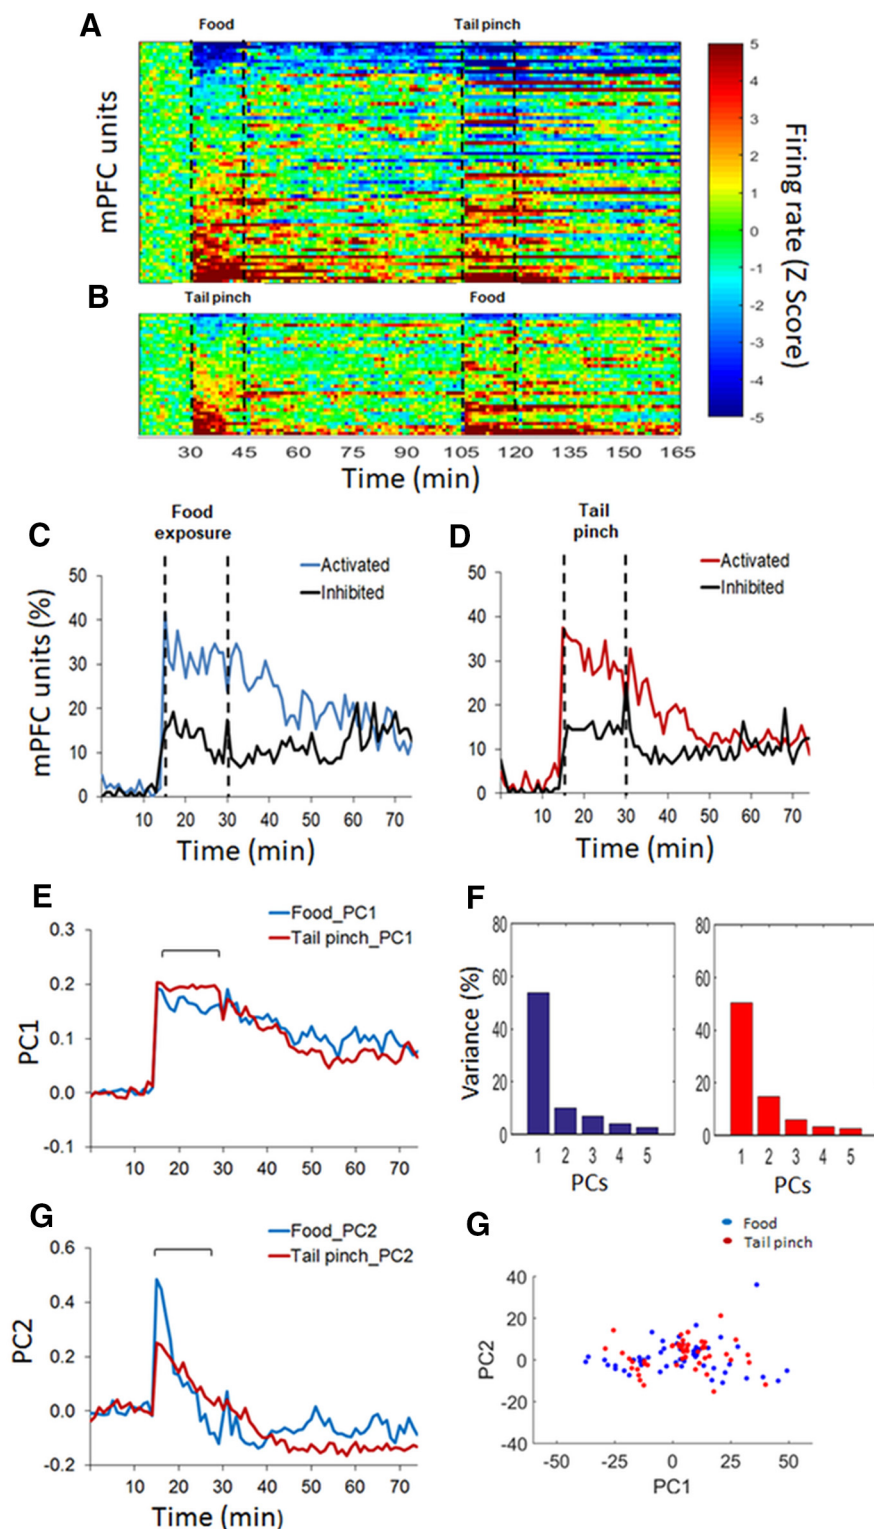 A
Food
Tail pinch
mPFC units
5
4
3
2
1
0
-1
-2
-3
-4
-5
Firing rate (Z Score)
B
Tail pinch
Food
30 45 60 75 90 105 120 135 150 165
Time (min)
C
Food
exposure
Activated
Inhibited
mPFC units (%)
50
40
30
20
10
0
10 20 30 40 50 60 70
Time (min)
D
Tail
pinch
Activated
Inhibited
50
40
30
20
10
0
10 20 30 40 50 60 70
Time (min)
E
Food_PC1
Tail pinch_PC1
PC1
0.3
0.2
0.1
0.0
-0.1
10 20 30 40 50 60 70
F
Variance (%)
80
60
40
20
0
1 2 3 4 5
PCs
80
60
40
20
0
1 2 3 4 5
PCs
G
Food_PC2
Tail pinch_PC2
PC2
0.6
0.4
0.2
0.0
-0.2
10 20 30 40 50 60 70
Time (min)
G
Food
Tail pinch
PC2
40
20
0
-20
-40
-50 -25 0 25 50
PC1